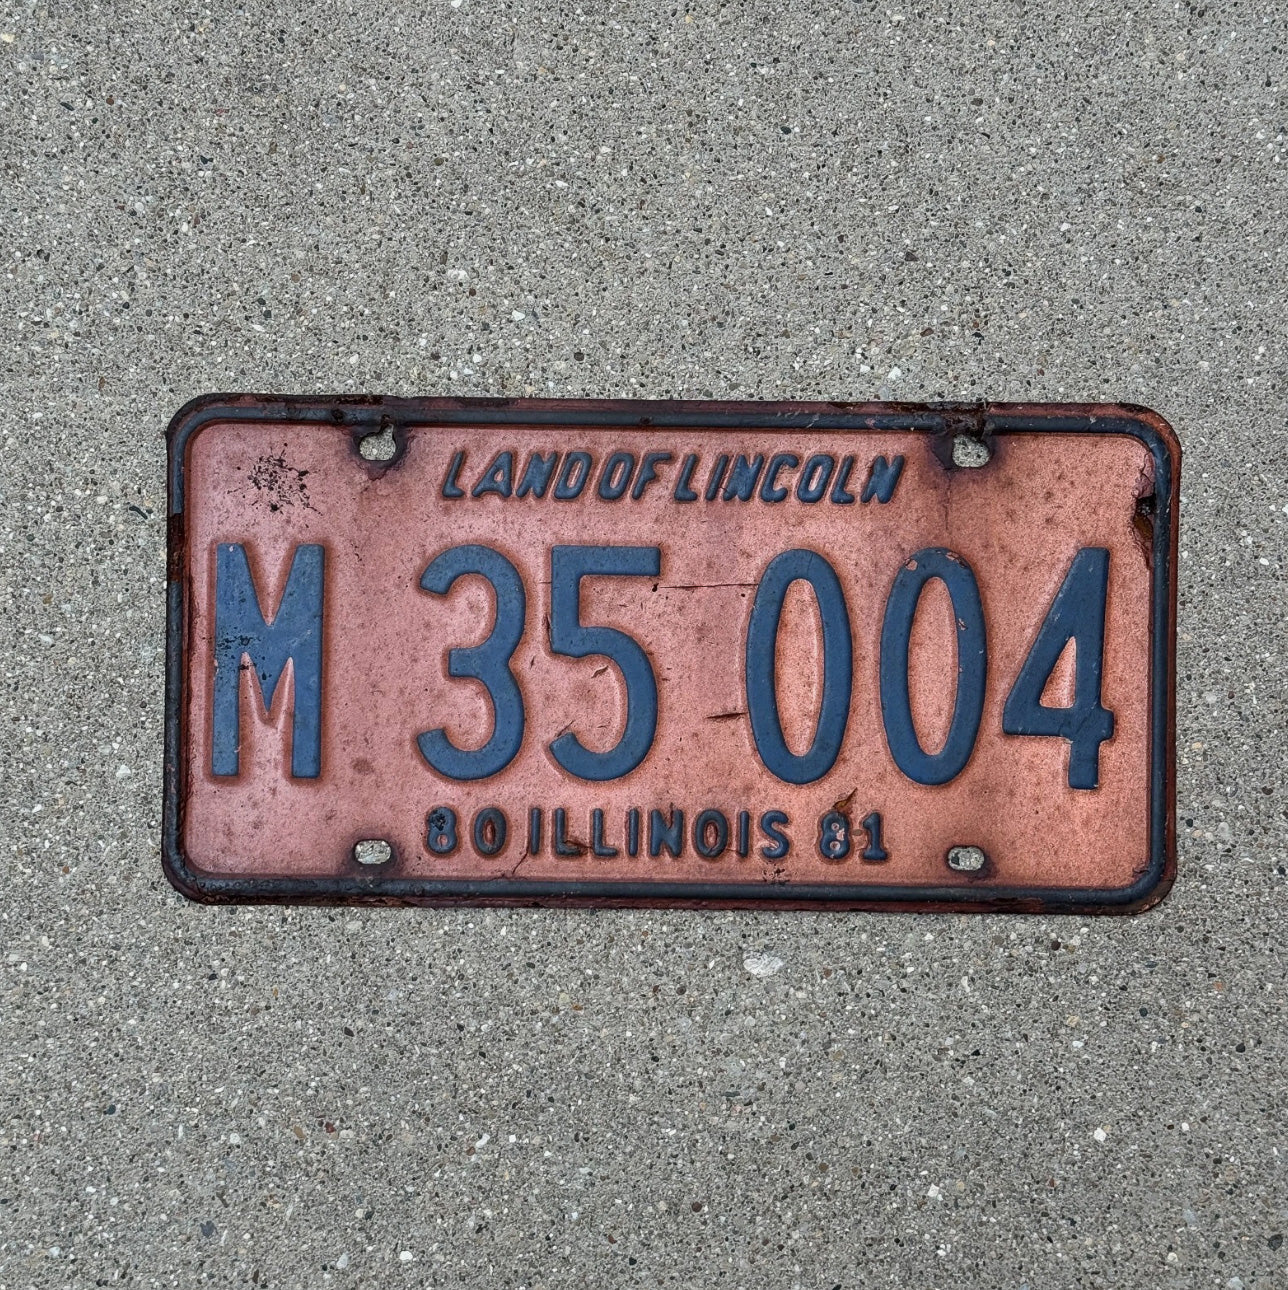 LAND OF LINCOLN
M 35 004
80 ILLINOIS 81